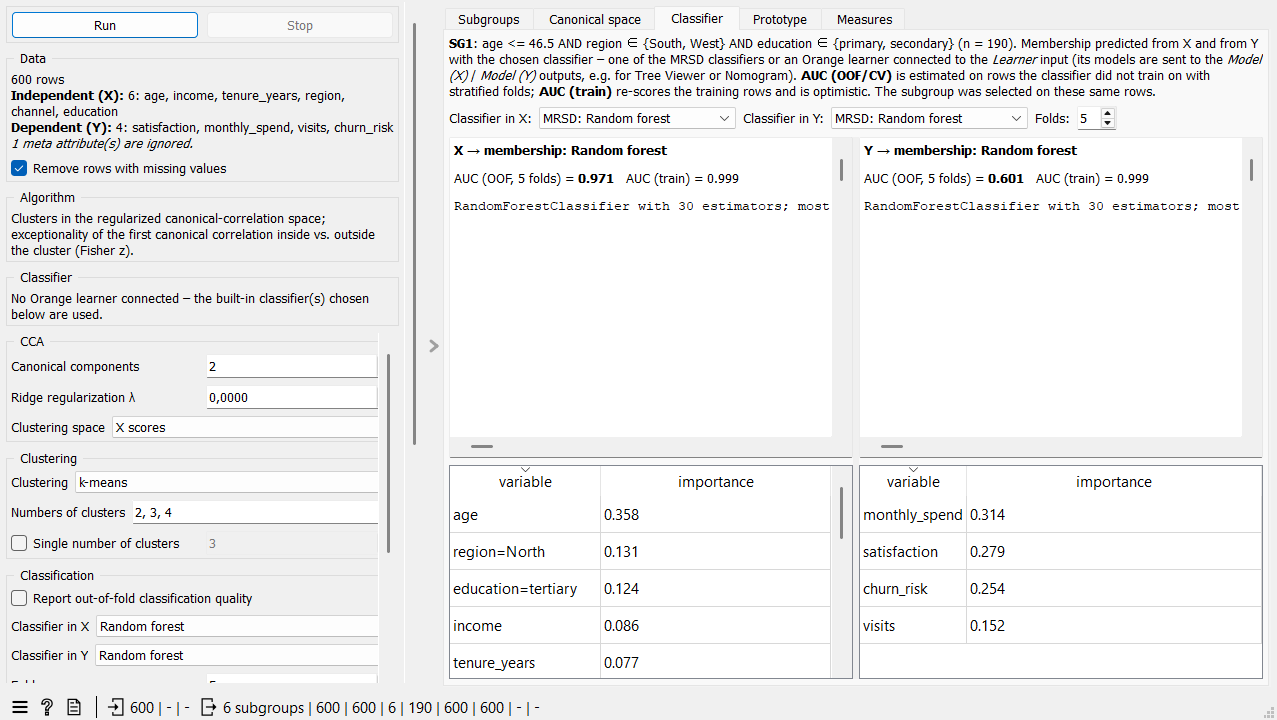 Run
Stop
Data
600 rows
Independent (X): 6: age, income, tenure_years, region,
channel, education
Dependent (Y): 4: satisfaction, monthly_spend, visits, churn_risk
1 meta attribute(s) are ignored.
Remove rows with missing values
Algorithm
Clusters in the regularized canonical-correlation space;
exceptionality of the first canonical correlation inside vs. outside
the cluster (Fisher z).
Classifier
No Orange learner connected – the built-in classifier(s) chosen
below are used.
CCA
Canonical components 2
Ridge regularization λ 0,0000
Clustering space X scores
Clustering
Clustering k-means
Numbers of clusters 2, 3, 4
Single number of clusters 3
Classification
Report out-of-fold classification quality
Classifier in X Random forest
Classifier in Y Random forest
Subgroups Canonical space Classifier Prototype Measures
SG1: age <= 46.5 AND region ∈ {South, West} AND education ∈ {primary, secondary} (n = 190). Membership predicted from X and from Y
with the chosen classifier – one of the MRSD classifiers or an Orange learner connected to the Learner input (its models are sent to the Model
(X) / Model (Y) outputs, e.g. for Tree Viewer or Nomogram). AUC (OOF/CV) is estimated on rows the classifier did not train on with
stratified folds; AUC (train) re-scores the training rows and is optimistic. The subgroup was selected on these same rows.
Classifier in X: MRSD: Random forest Classifier in Y: MRSD: Random forest Folds: 5
X → membership: Random forest
AUC (OOF, 5 folds) = 0.971 AUC (train) = 0.999
RandomForestClassifier with 30 estimators; most
variable importance
age 0.358
region=North 0.131
education=tertiary 0.124
income 0.086
tenure_years 0.077
Y → membership: Random forest
AUC (OOF, 5 folds) = 0.601 AUC (train) = 0.999
RandomForestClassifier with 30 estimators; most
variable importance
monthly_spend 0.314
satisfaction 0.279
churn_risk 0.254
visits 0.152
600 | - | - 6 subgroups | 600 | 600 | 6 | 190 | 600 | 600 | - | -